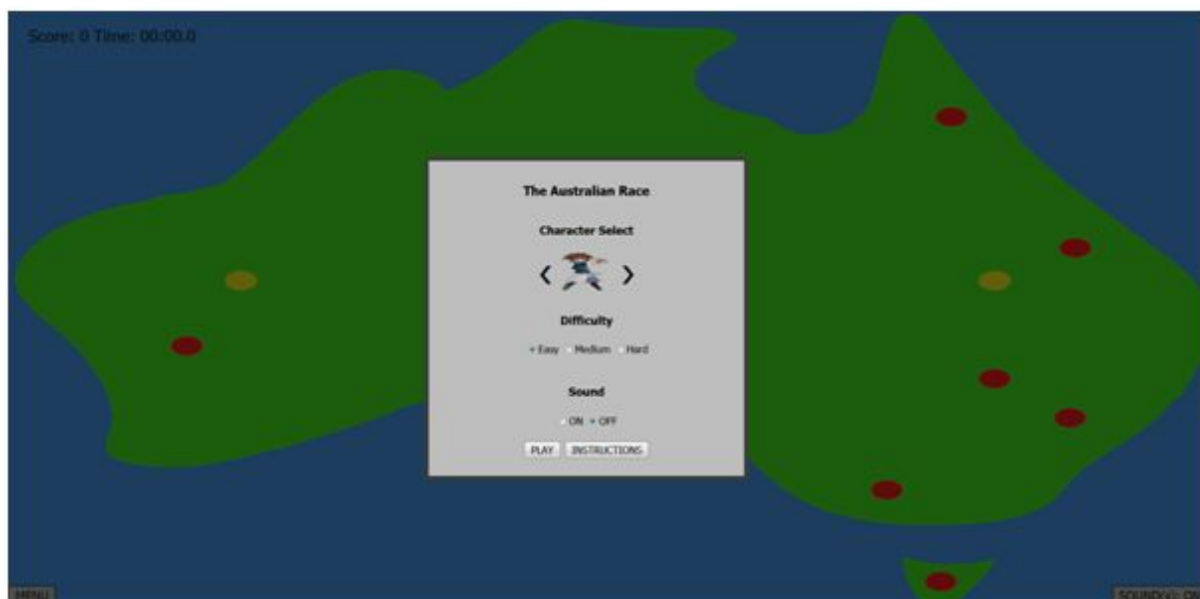 Score: 0 Time: 00:00.0
The Australian Race
Character Select
Difficulty
Easy Medium Hard
Sound
ON OFF
PLAY INSTRUCTIONS
MENU